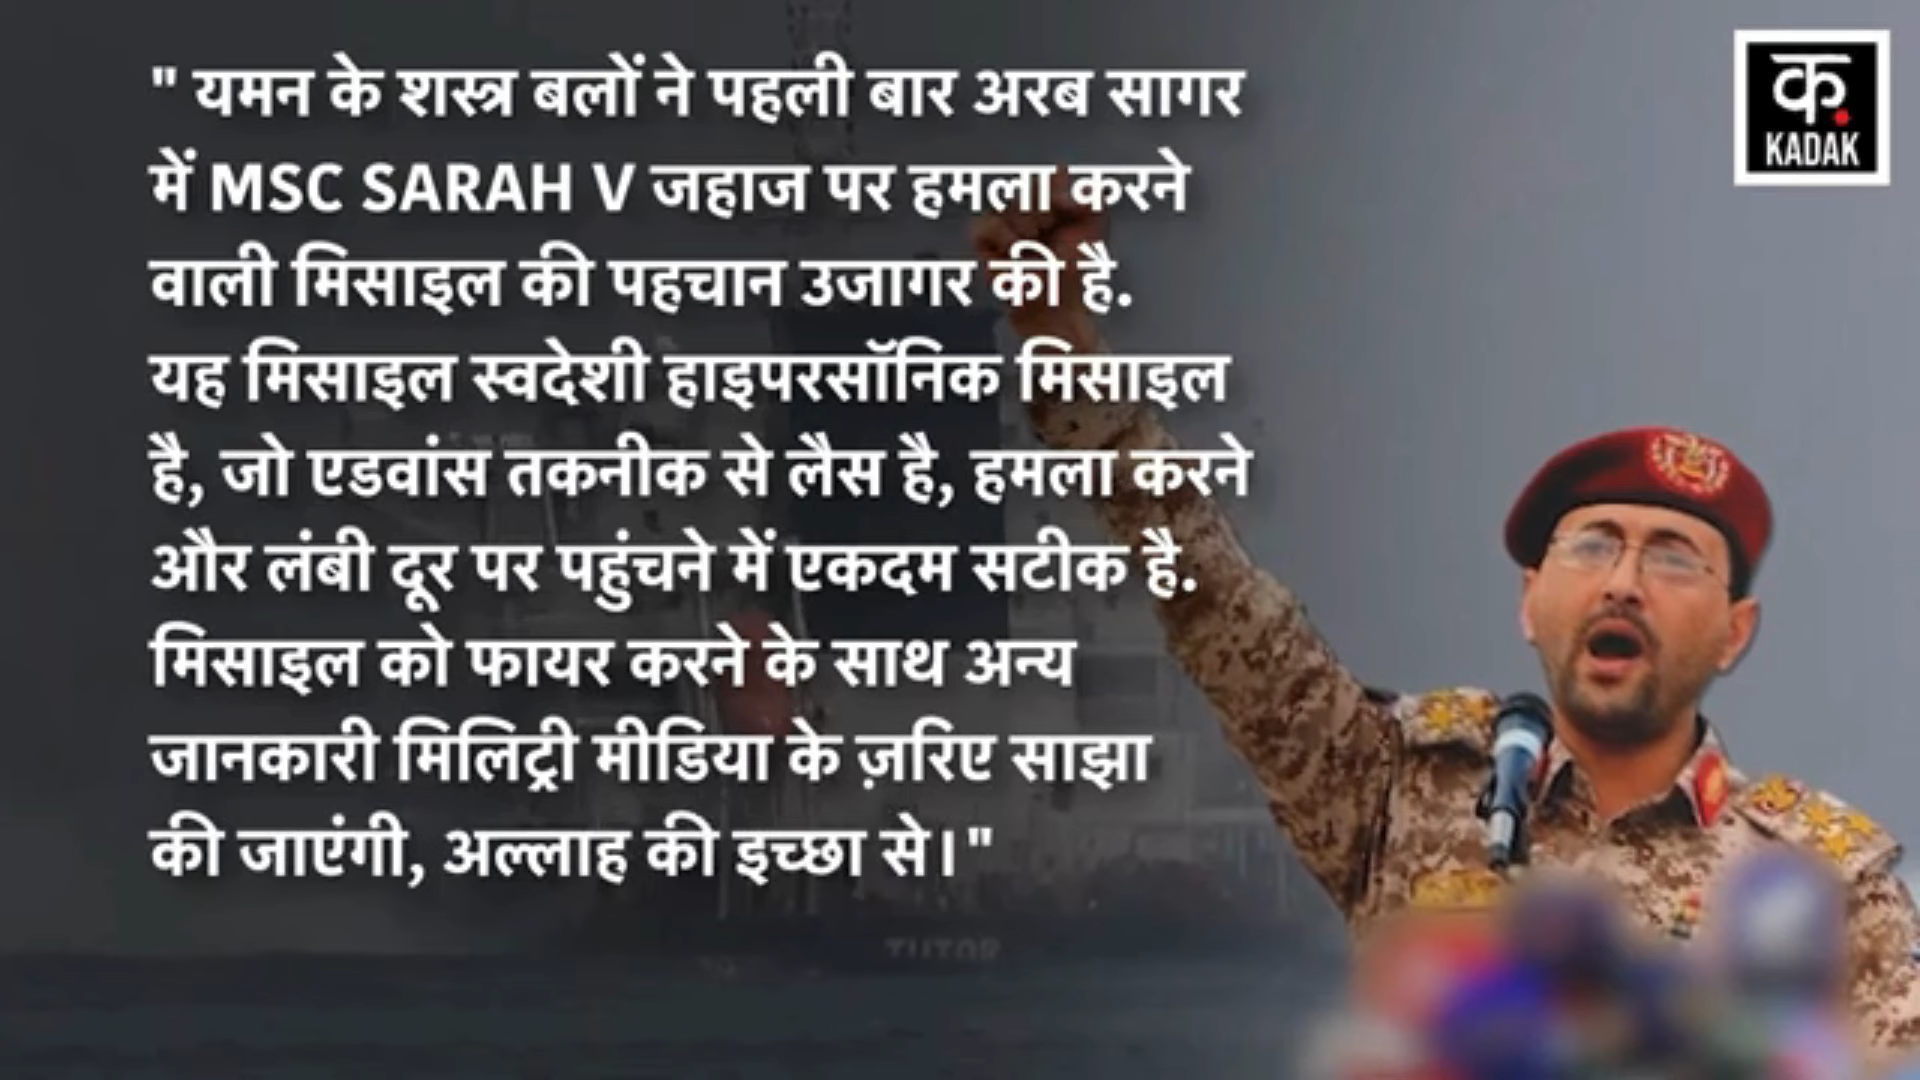 " यमन के शस्त्र बलों ने पहली बार अरब सागर
में MSC SARAH V जहाज पर हमला करने
वाली मिसाइल की पहचान उजागर की है.
यह मिसाइल स्वदेशी हाइपरसॉनिक मिसाइल
है, जो एडवांस तकनीक से लैस है, हमला करने
और लंबी दूर पर पहुंचने में एकदम सटीक है.
मिसाइल को फायर करने के साथ अन्य
जानकारी मिलिट्री मीडिया के ज़रिए साझा
की जाएंगी, अल्लाह की इच्छा से।"
क.
KADAK
TUTOR